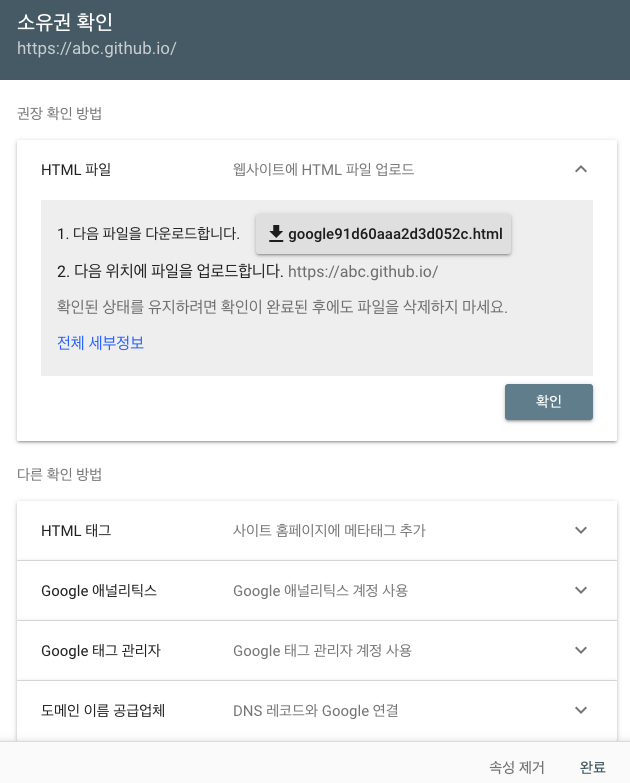 소유권 확인
https://abc.github.io/
권장 확인 방법
HTML 파일 웹사이트에 HTML 파일 업로드
1. 다음 파일을 다운로드합니다. google91d60aaa2d3d052c.html
2. 다음 위치에 파일을 업로드합니다. https://abc.github.io/
확인된 상태를 유지하려면 확인이 완료된 후에도 파일을 삭제하지 마세요.
전체 세부정보
확인
다른 확인 방법
HTML 태그 사이트 홈페이지에 메타태그 추가
Google 애널리틱스 Google 애널리틱스 계정 사용
Google 태그 관리자 Google 태그 관리자 계정 사용
도메인 이름 공급업체 DNS 레코드와 Google 연결
속성 제거 완료